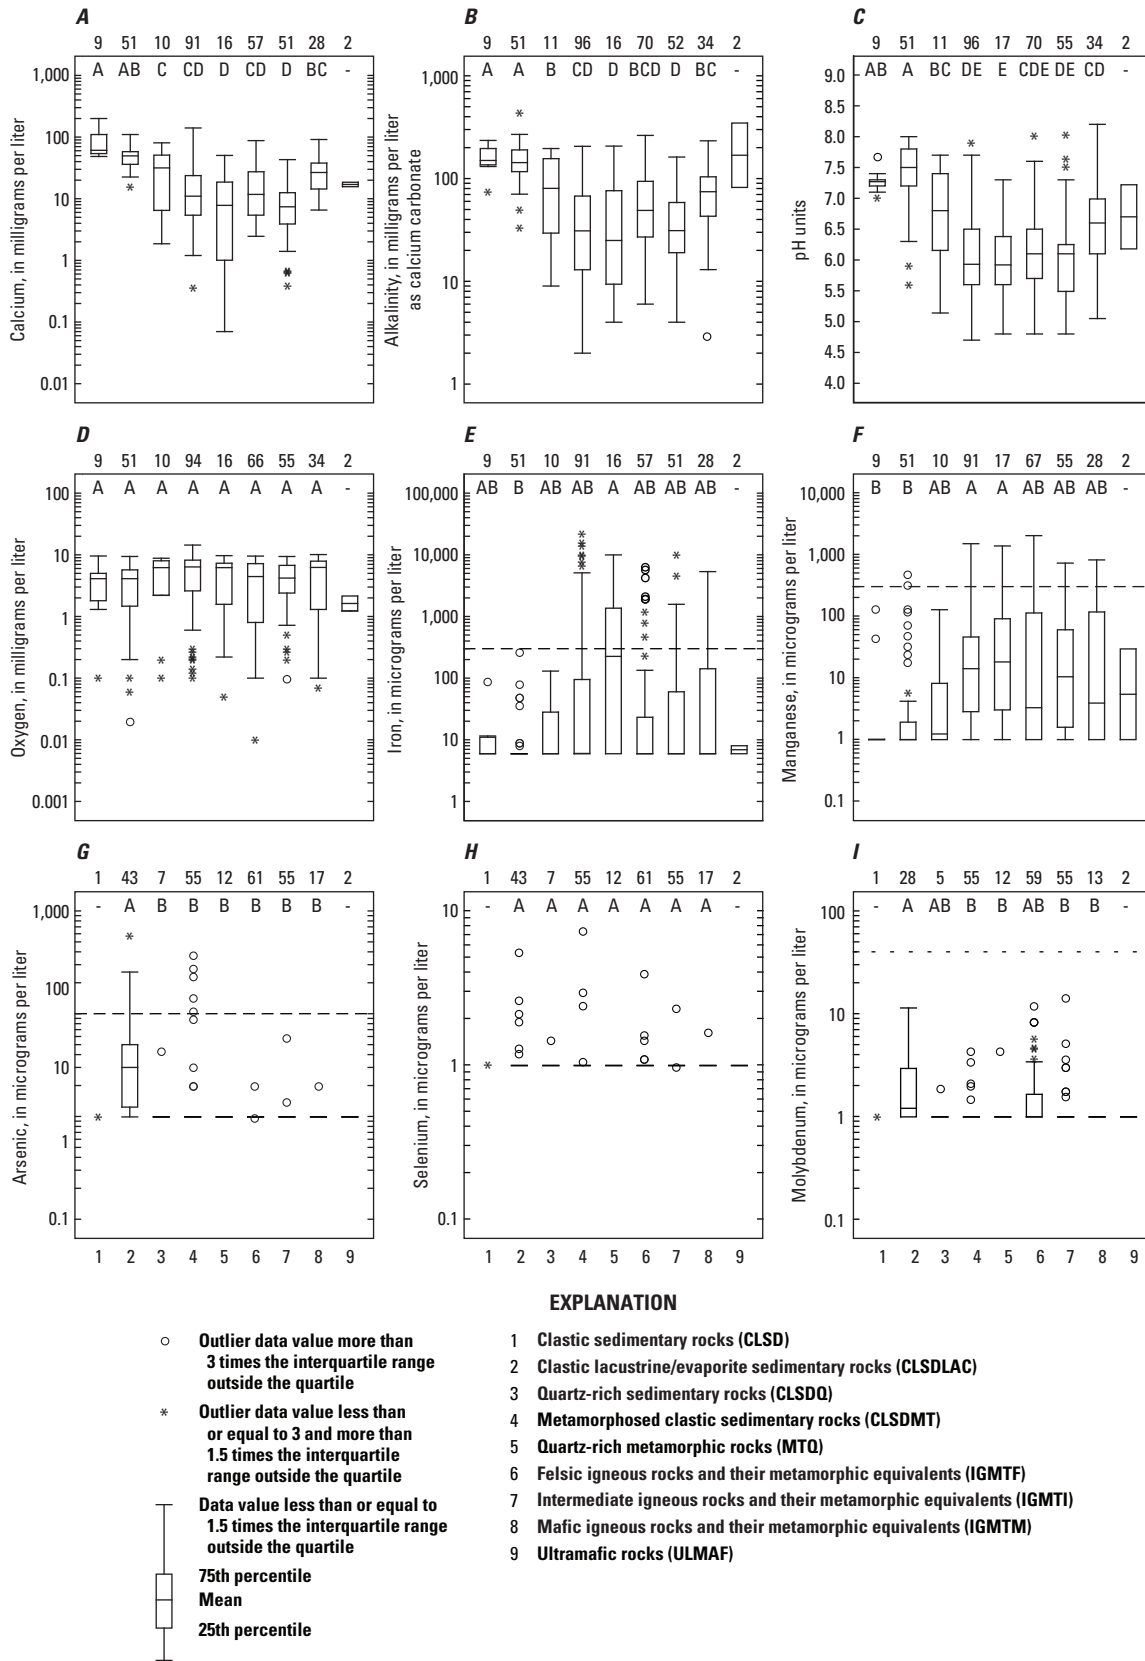 A B C
9 51 10 91 16 57 51 28 2
A AB C CD D CD D BC -
1,000
100
10
1
0.1
0.01
Calcium, in milligrams per liter
9 51 11 96 16 70 52 34 2
A A B CD D BCD D BC -
1,000
100
10
1
Alkalinity, in milligrams per liter
as calcium carbonate
9 51 11 96 17 70 55 34 2
AB A BC DE E CDE DE CD -
9.0
8.5
8.0
7.5
7.0
6.5
6.0
5.5
5.0
4.5
4.0
pH units
D E F
9 51 10 94 16 66 55 34 2
A A A A A A A A -
100
10
1
0.1
0.01
0.001
Oxygen, in milligrams per liter
9 51 10 91 16 57 51 28 2
AB B AB AB A AB AB AB -
100,000
10,000
1,000
100
10
1
Iron, in micrograms per liter
9 51 10 91 17 67 55 28 2
B B AB A A AB AB AB -
10,000
1,000
100
10
1
0.1
Manganese, in micrograms per liter
G H I
1 43 7 55 12 61 55 17 2
- A B B B B B B -
1,000
100
10
1
0.1
Arsenic, in micrograms per liter
1 2 3 4 5 6 7 8 9
1 43 7 55 12 61 55 17 2
- A A A A A A A -
10
1
0.1
Selenium, in micrograms per liter
1 2 3 4 5 6 7 8 9
1 28 5 55 12 59 55 13 2
- A AB B B AB B B -
100
10
1
0.1
Molybdenum, in micrograms per liter
1 2 3 4 5 6 7 8 9
EXPLANATION
Outlier data value more than
3 times the interquartile range
outside the quartile
Outlier data value less than
or equal to 3 and more than
1.5 times the interquartile
range outside the quartile
Data value less than or equal to
1.5 times the interquartile range
outside the quartile
75th percentile
Mean
25th percentile
1 Clastic sedimentary rocks (CLSD)
2 Clastic lacustrine/evaporite sedimentary rocks (CLSDLAC)
3 Quartz-rich sedimentary rocks (CLSDQ)
4 Metamorphosed clastic sedimentary rocks (CLSDMT)
5 Quartz-rich metamorphic rocks (MTQ)
6 Felsic igneous rocks and their metamorphic equivalents (IGMTF)
7 Intermediate igneous rocks and their metamorphic equivalents (IGMTI)
8 Mafic igneous rocks and their metamorphic equivalents (IGMTM)
9 Ultramafic rocks (ULMAF)